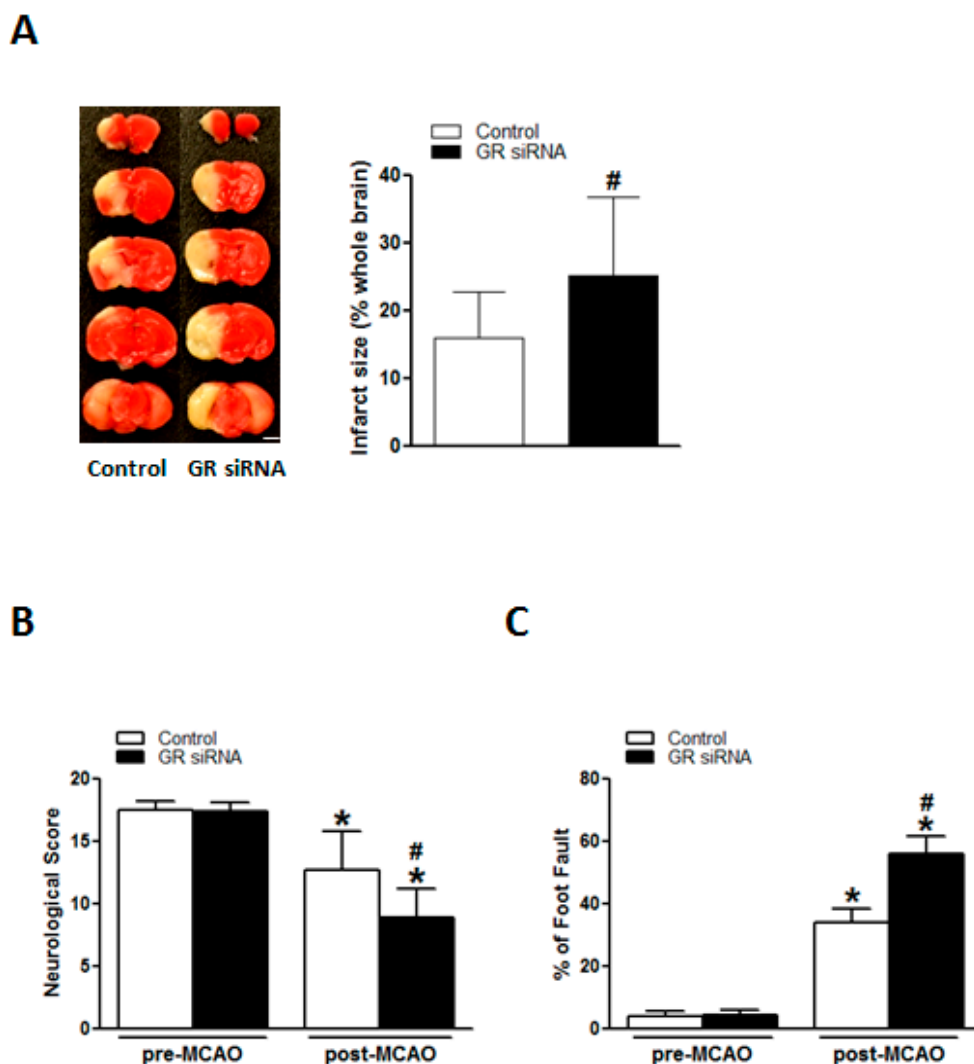 A
Control
GR siRNA
Infarct size (% whole brain)
40
30
20
10
0
#
Control
GR siRNA
B
Control
GR siRNA
Neurological Score
20
15
10
5
0
*
#
*
pre-MCAO
post-MCAO
C
Control
GR siRNA
% of Foot Fault
80
60
40
20
0
*
#
*
pre-MCAO
post-MCAO